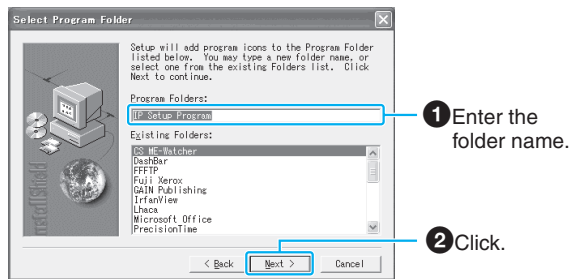 Select Program Folder
Setup will add program icons to the Program Folder
listed below. You may type a new folder name, or
select one from the existing Folders list. Click
Next to continue.
Program Folders:
IP Setup Program
Existing Folders:
CS ME-Watcher
DashBar
FFFTP
Fuji Xerox
GAIN Publishing
IrfanView
Lhaca
Microsoft Office
PrecisionTime
InstallShield
< Back
Next >
Cancel
1 Enter the
folder name.
2 Click.